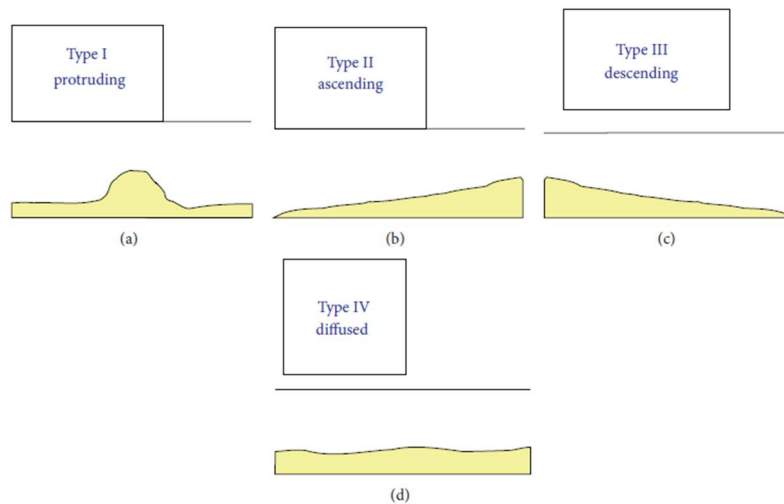 Type I
protruding
Type II
ascending
Type III
descending
(a)
(b)
(c)
Type IV
diffused
(d)